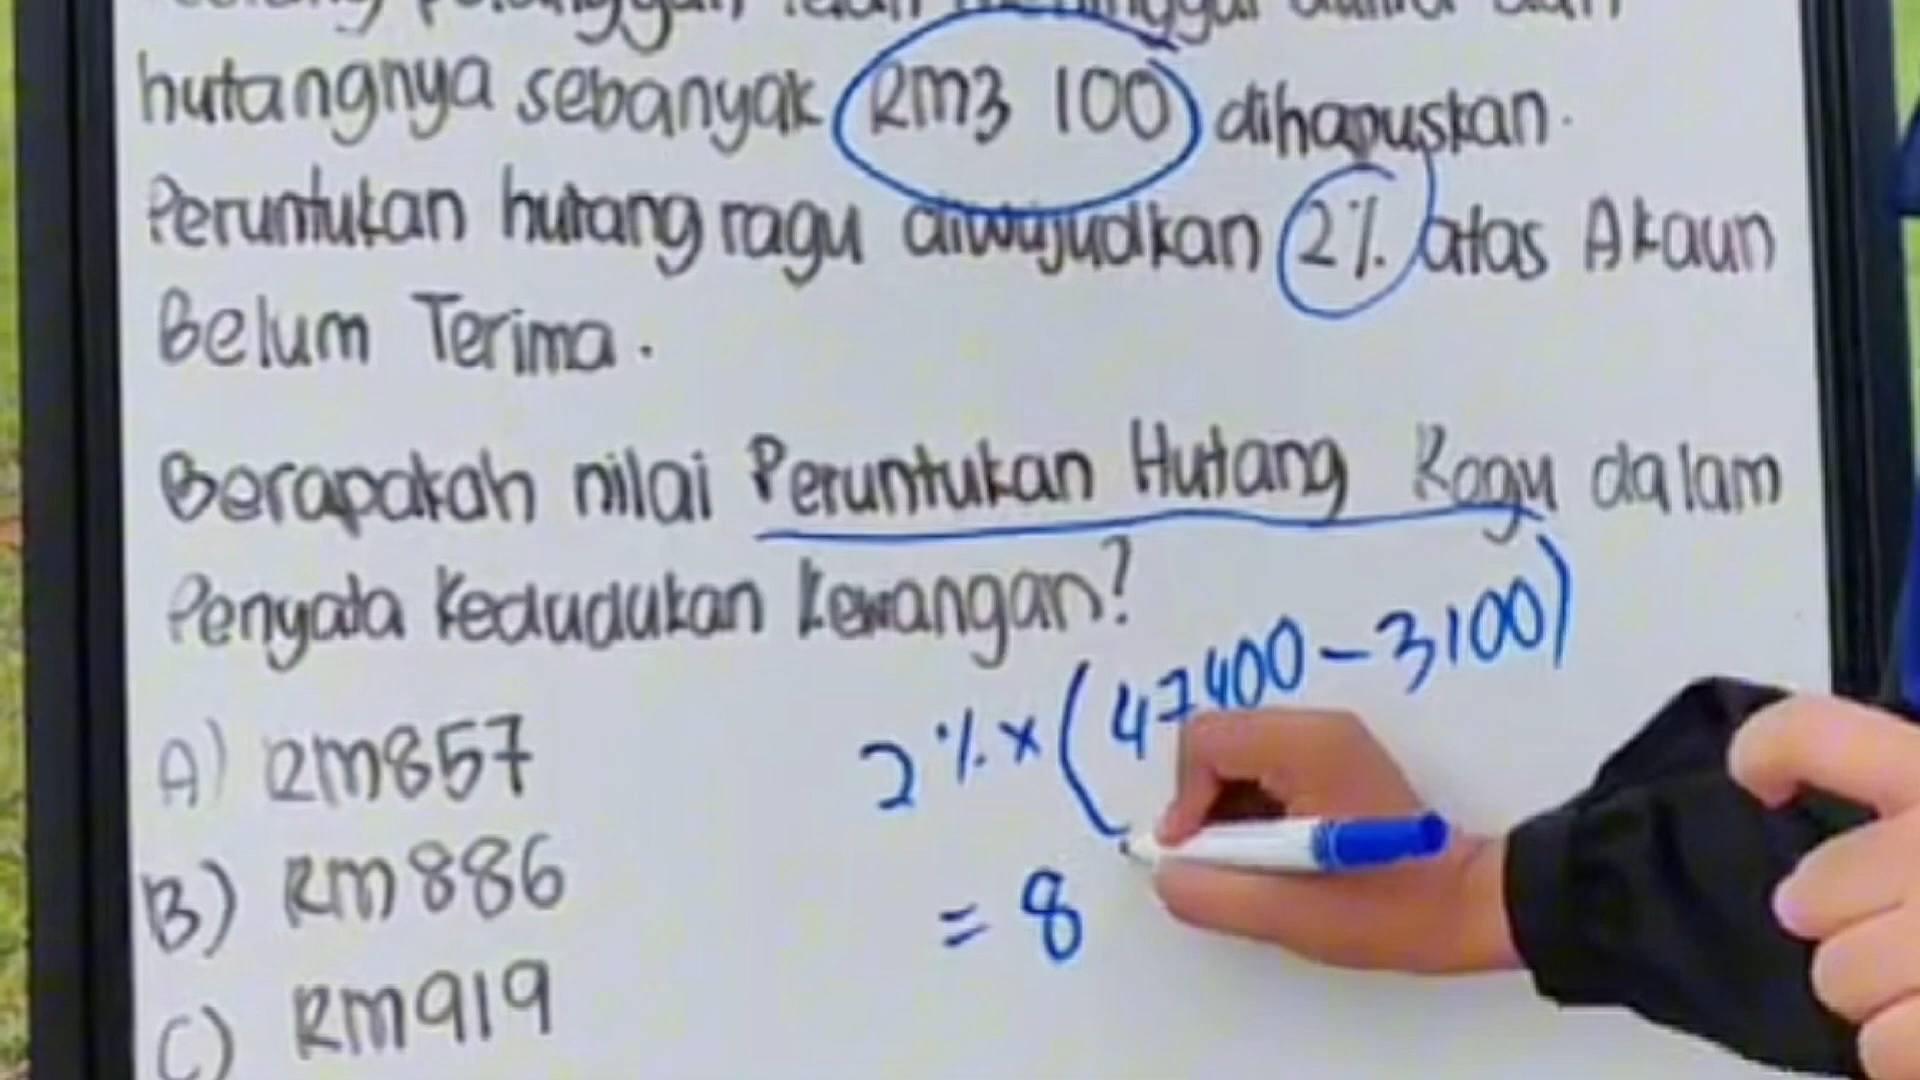 hutangnya sebanyak RM3 100 dihapuskan.
Peruntukan hutang ragu diwujudkan 2% atas Akaun
Belum Terima.
Berapakah nilai Peruntukan Hutang Ragu dalam
Penyata Kedudukan Kewangan?
2% x (47400-3100)
= 8
A) RM857
B) RM886
C) RM919